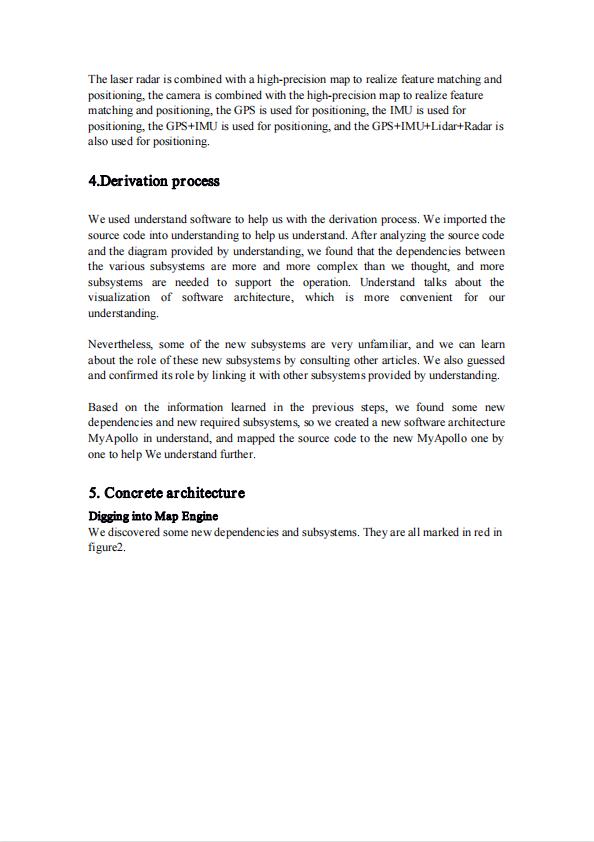 The laser radar is combined with a high-precision map to realize feature matching and
positioning, the camera is combined with the high-precision map to realize feature
matching and positioning, the GPS is used for positioning, the IMU is used for
positioning, the GPS+IMU is used for positioning, and the GPS+IMU+Lidar+Radar is
also used for positioning.
4.Derivation process
We used understand software to help us with the derivation process. We imported the
source code into understanding to help us understand. After analyzing the source code
and the diagram provided by understanding, we found that the dependencies between
the various subsystems are more and more complex than we thought, and more
subsystems are needed to support the operation. Understand talks about the
visualization of software architecture, which is more convenient for our
understanding.
Nevertheless, some of the new subsystems are very unfamiliar, and we can learn
about the role of these new subsystems by consulting other articles. We also guessed
and confirmed its role by linking it with other subsystems provided by understanding.
Based on the information learned in the previous steps, we found some new
dependencies and new required subsystems, so we created a new software architecture
MyApollo in understand, and mapped the source code to the new MyApollo one by
one to help We understand further.
5. Concrete architecture
Digging into Map Engine
We discovered some new dependencies and subsystems. They are all marked in red in
figure2.